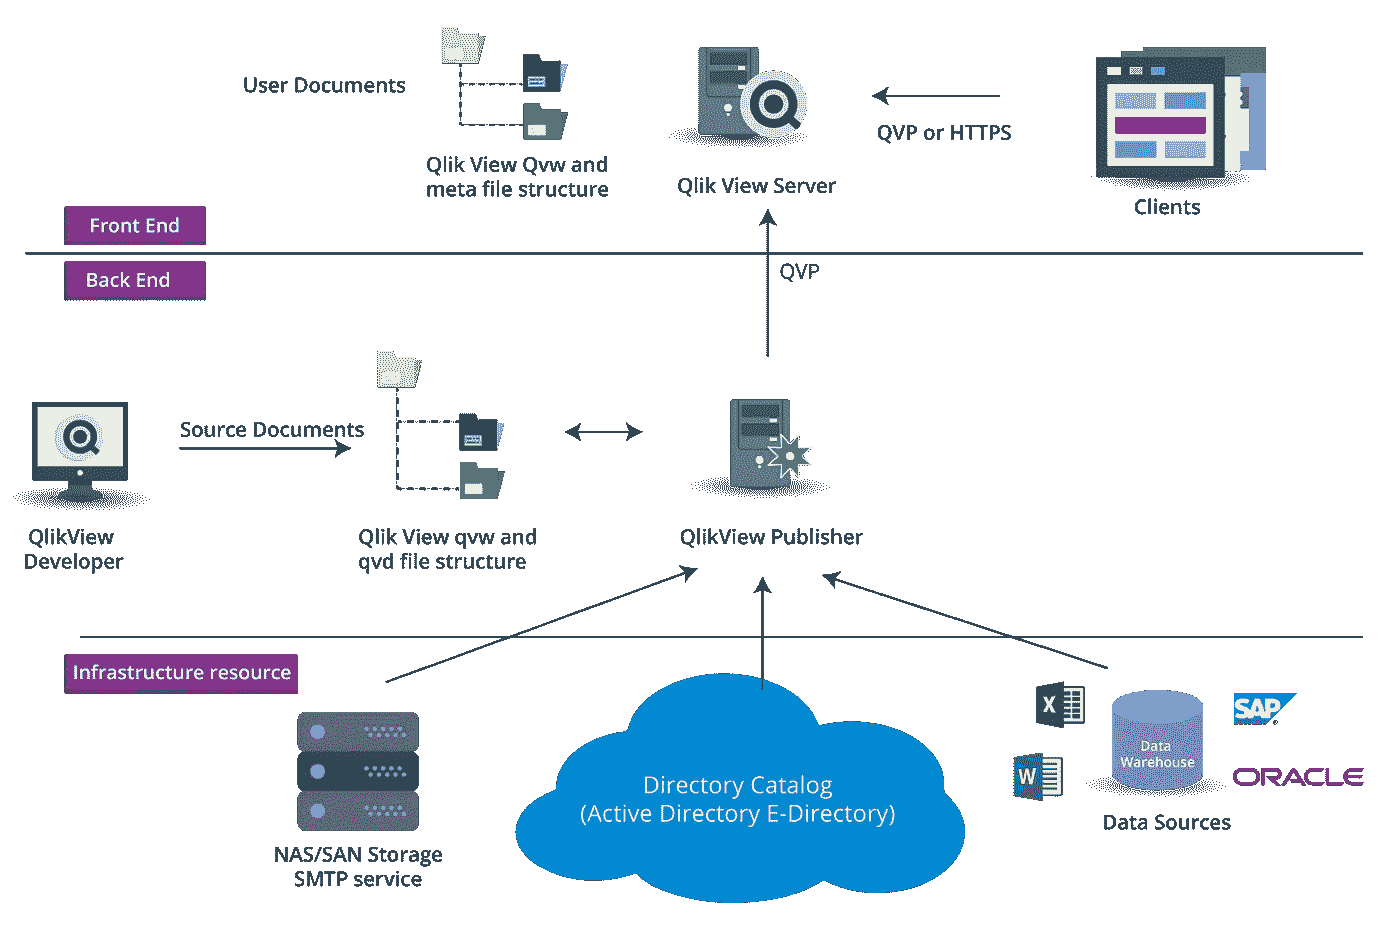 User Documents
Qlik View Qvw and
meta file structure
Qlik View Server
QVP or HTTPS
Clients
Front End
Back End
QVP
Source Documents
QlikView
Developer
Qlik View qvw and
qvd file structure
QlikView Publisher
Infrastructure resource
NAS/SAN Storage
SMTP service
Directory Catalog
(Active Directory E-Directory)
X
W
Data
Warehouse
SAP
ORACLE
Data Sources